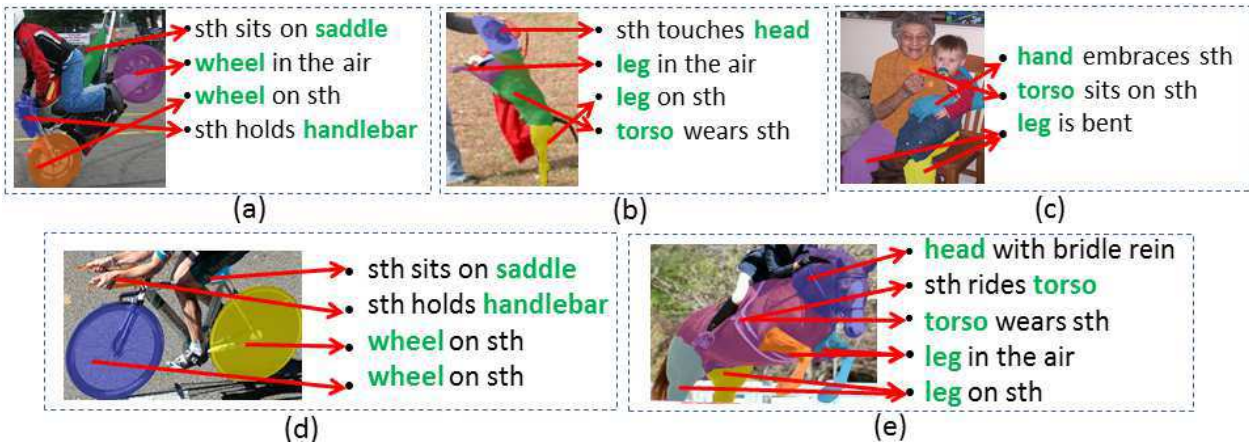 sth sits on saddle
wheel in the air
wheel on sth
sth holds handlebar
(a)
sth touches head
leg in the air
leg on sth
torso wears sth
(b)
hand embraces sth
torso sits on sth
leg is bent
(c)
sth sits on saddle
sth holds handlebar
wheel on sth
wheel on sth
(d)
head with bridle rein
sth rides torso
torso wears sth
leg in the air
leg on sth
(e)